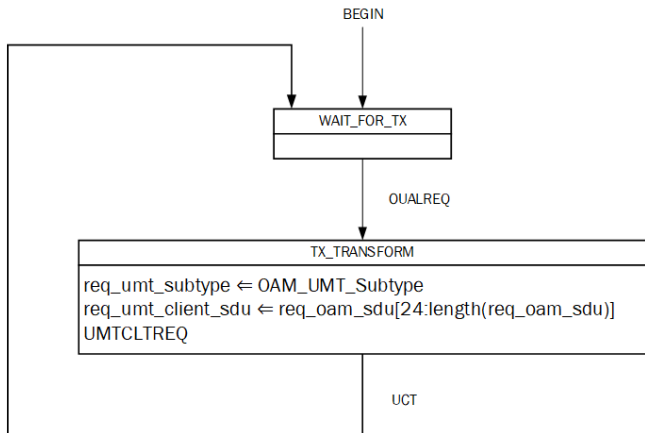 BEGIN
WAIT_FOR_TX
OUALREQ
TX_TRANSFORM
req_umt_subtype ⇐ OAM_UMT_Subtype
req_umt_client_sdu ⇐ req_oam_sdu[24:length(req_oam_sdu)]
UMTCLTREQ
UCT